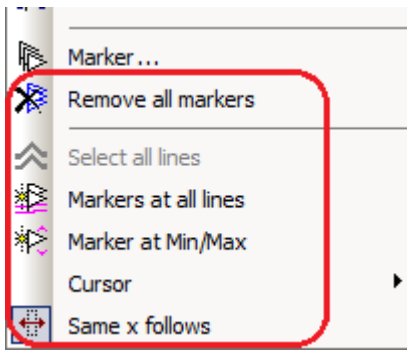 Marker...
Remove all markers
Select all lines
Markers at all lines
Marker at Min/Max
Cursor
Same x follows